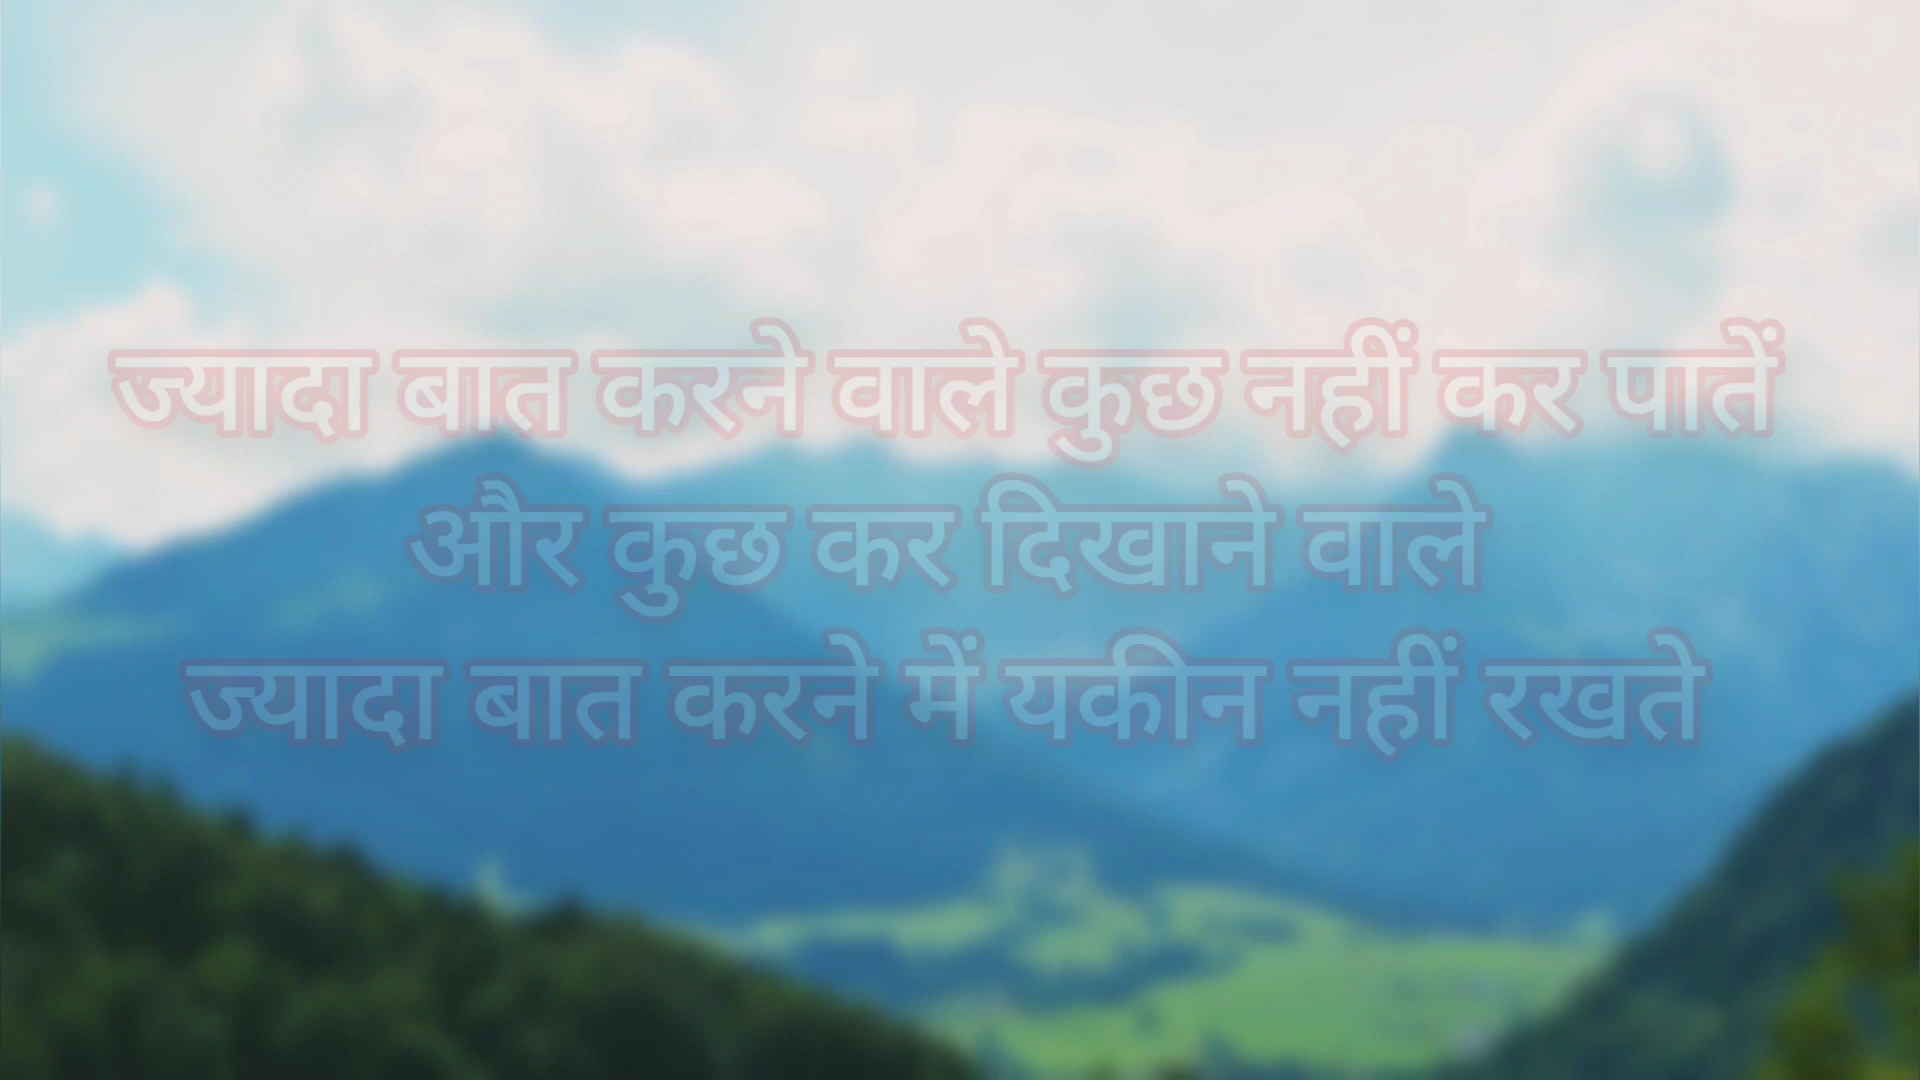 ज्यादा बात करने वाले कुछ नहीं कर पातें
और कुछ कर दिखाने वाले
ज्यादा बात करने में यकीन नहीं रखते